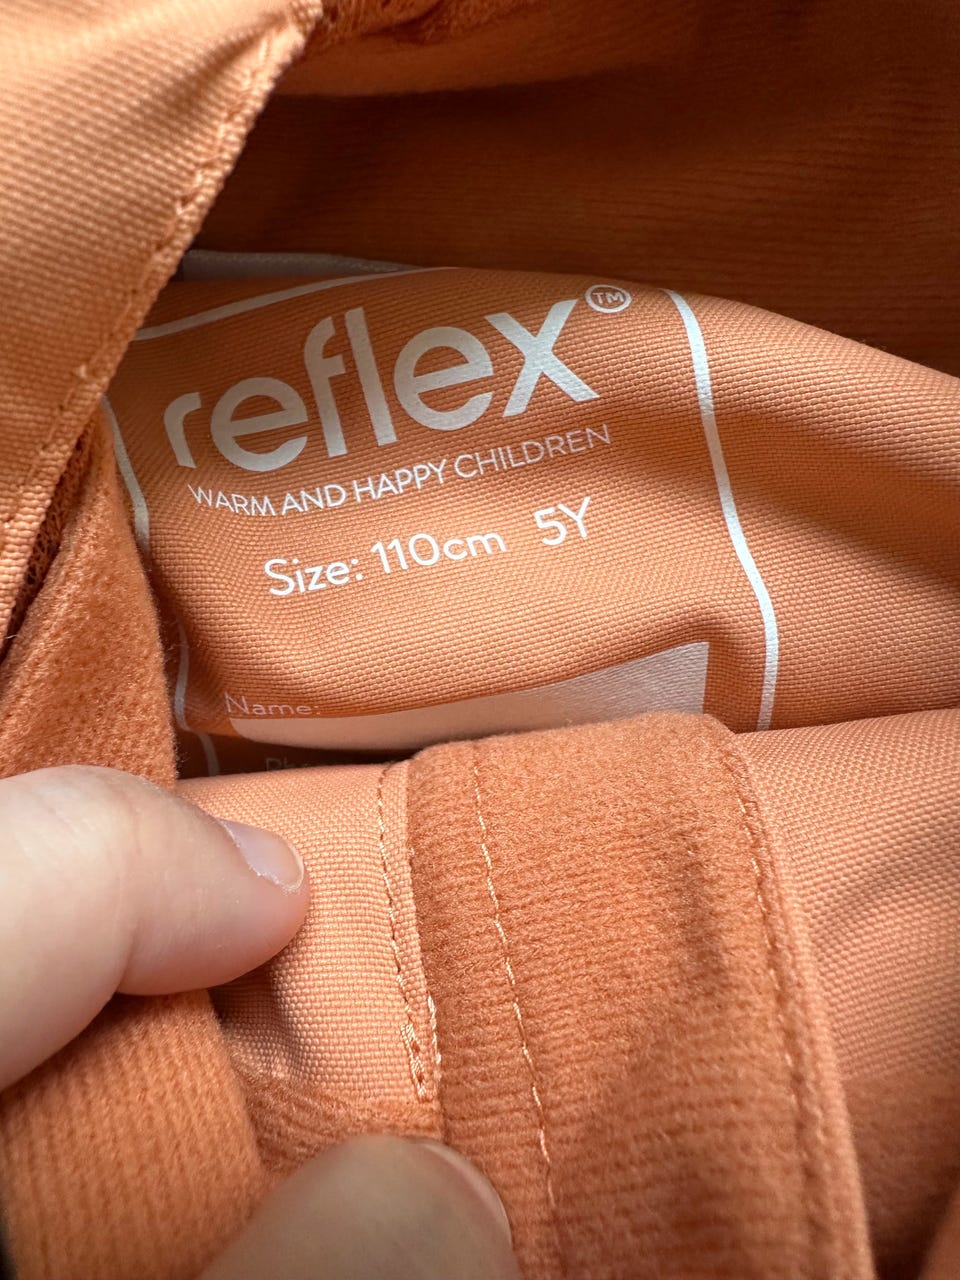 reflex™
WARM AND HAPPY CHILDREN
Size: 110cm 5Y
Name: